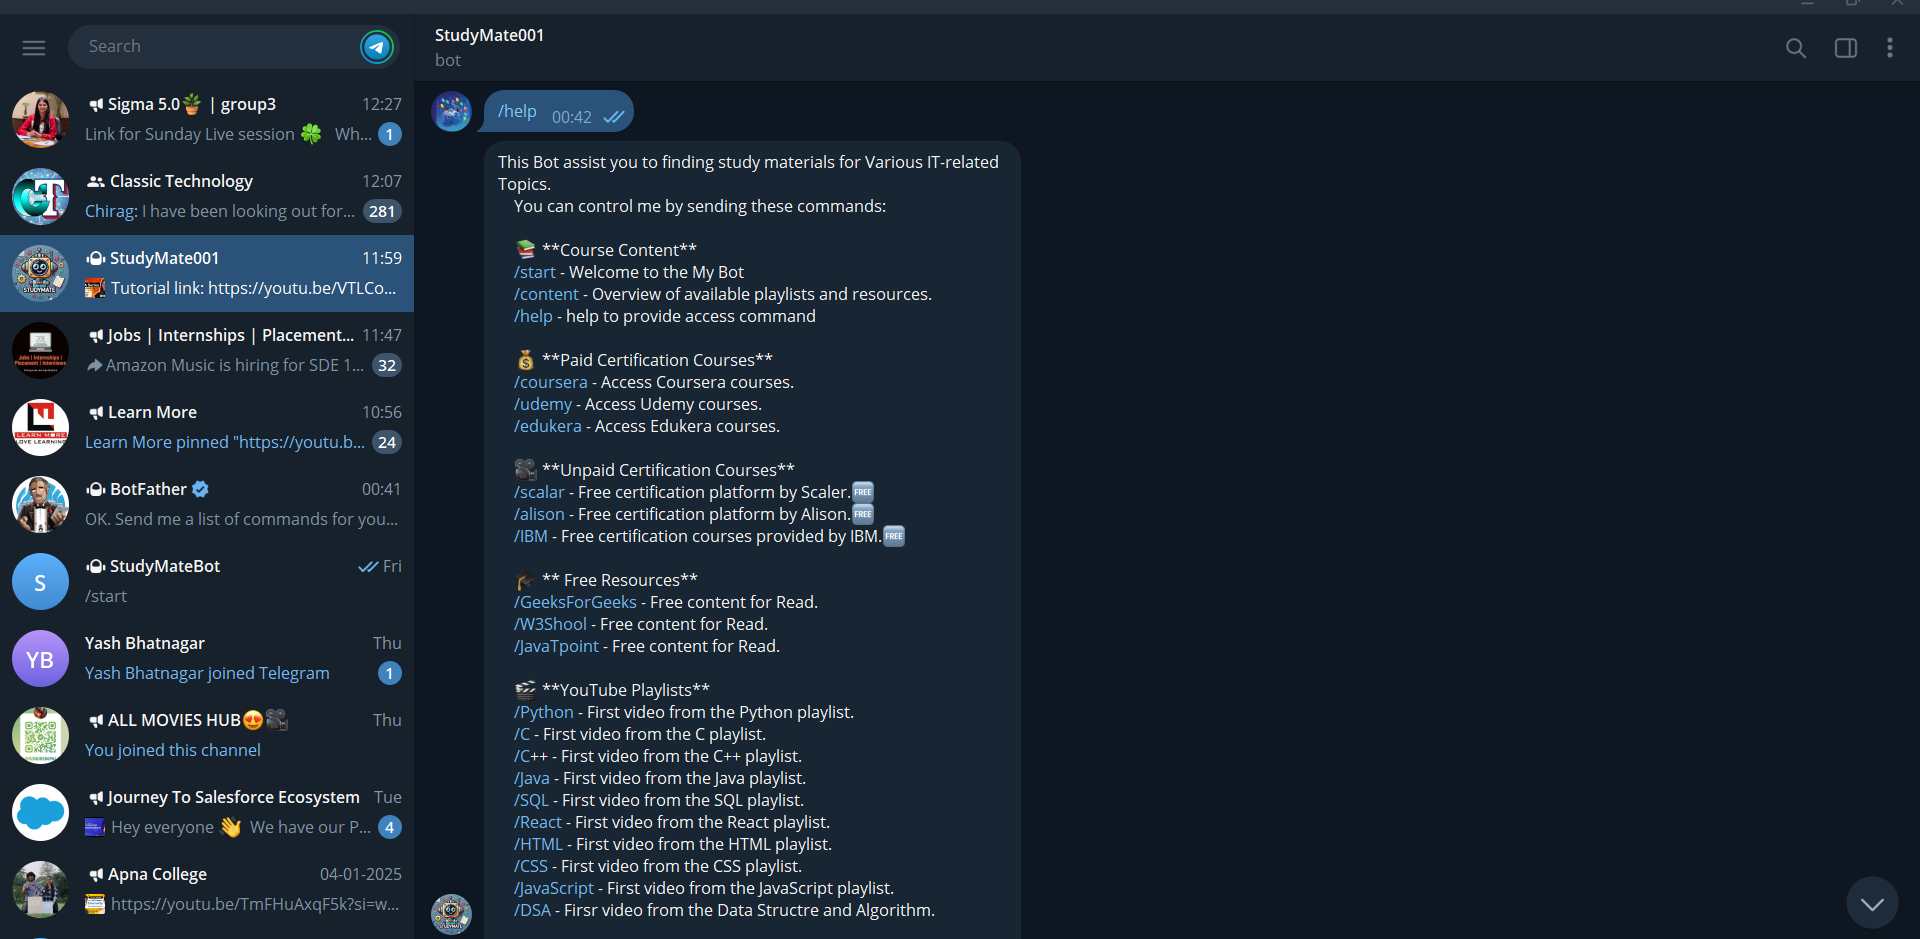 Search
Sigma 5.0🪴 | group3 12:27
Link for Sunday Live session 🍀 Wh... 1
Classic Technology 12:07
Chirag: I have been looking out for... 281
StudyMate001 11:59
Tutorial link: https://youtu.be/VTLCo...
Jobs | Internships | Placement... 11:47
Amazon Music is hiring for SDE 1... 32
Learn More 10:56
Learn More pinned "https://youtu.b... 24
BotFather 00:41
OK. Send me a list of commands for you...
S
StudyMateBot Fri
/start
YB
Yash Bhatnagar Thu
Yash Bhatnagar joined Telegram 1
ALL MOVIES HUB😍🎥 Thu
You joined this channel
Journey To Salesforce Ecosystem Tue
Hey everyone 👋 We have our P... 4
Apna College 04-01-2025
https://youtu.be/TmFHuAxqF5k?si=w...
StudyMate001
bot
/help 00:42
This Bot assist you to finding study materials for Various IT-related
Topics.
You can control me by sending these commands:
📚 **Course Content**
/start - Welcome to the My Bot
/content - Overview of available playlists and resources.
/help - help to provide access command
💰 **Paid Certification Courses**
/coursera - Access Coursera courses.
/udemy - Access Udemy courses.
/edukera - Access Edukera courses.
🎥 **Unpaid Certification Courses**
/scalar - Free certification platform by Scaler.🆓
/alison - Free certification platform by Alison.🆓
/IBM - Free certification courses provided by IBM.🆓
🎓 ** Free Resources**
/GeeksForGeeks - Free content for Read.
/W3Shool - Free content for Read.
/JavaTpoint - Free content for Read.
🎬 **YouTube Playlists**
/Python - First video from the Python playlist.
/C - First video from the C playlist.
/C++ - First video from the C++ playlist.
/Java - First video from the Java playlist.
/SQL - First video from the SQL playlist.
/React - First video from the React playlist.
/HTML - First video from the HTML playlist.
/CSS - First video from the CSS playlist.
/JavaScript - First video from the JavaScript playlist.
/DSA - Firsr video from the Data Structre and Algorithm.